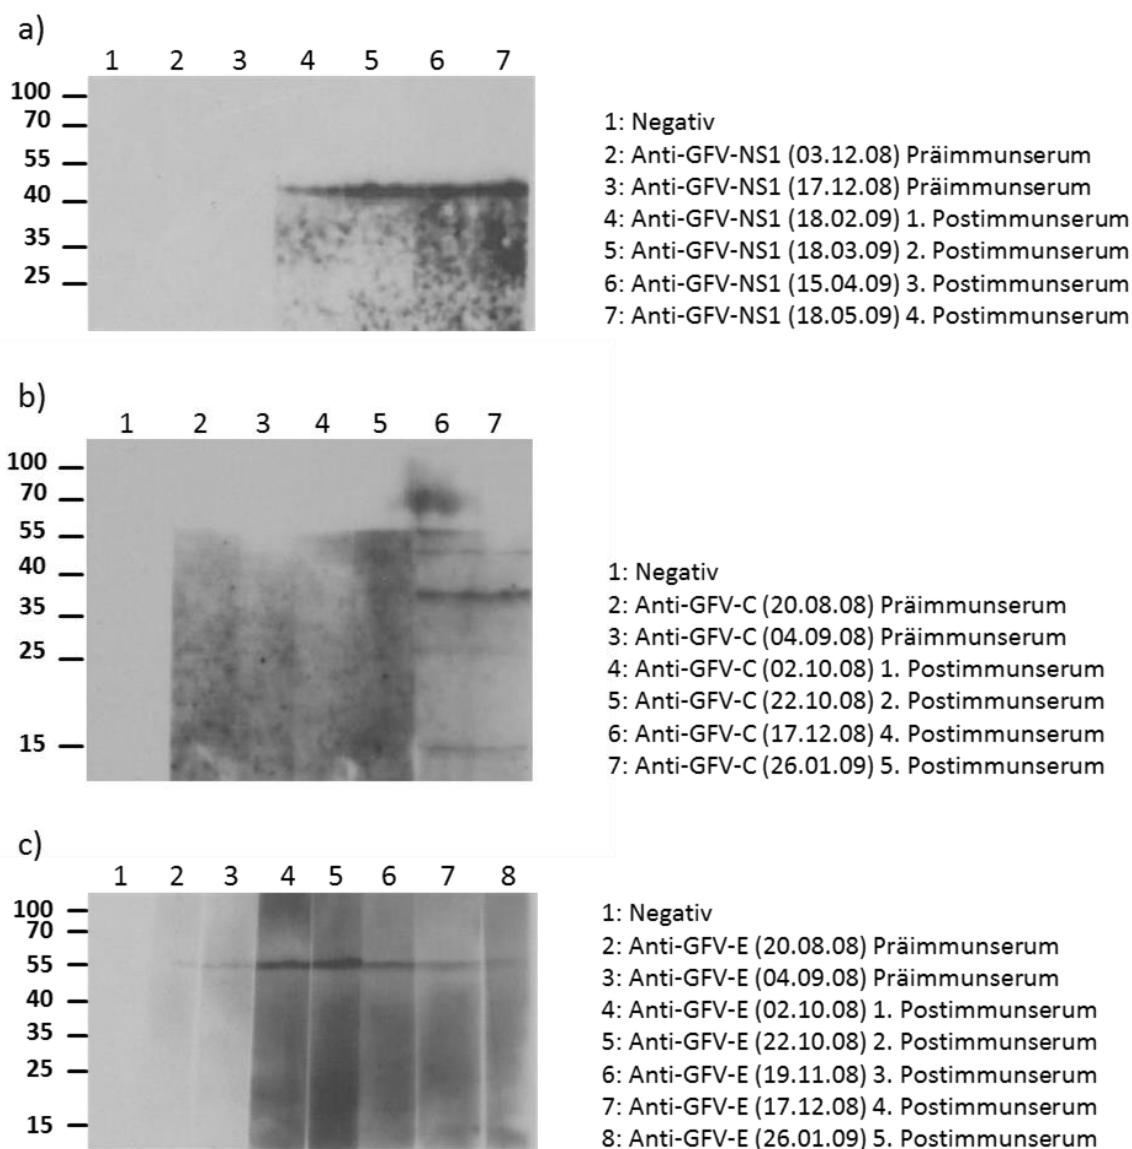 a)
1 2 3 4 5 6 7
100
70
55
40
35
25
1: Negativ
2: Anti-GFV-NS1 (03.12.08) Präimmunserum
3: Anti-GFV-NS1 (17.12.08) Präimmunserum
4: Anti-GFV-NS1 (18.02.09) 1. Postimmunserum
5: Anti-GFV-NS1 (18.03.09) 2. Postimmunserum
6: Anti-GFV-NS1 (15.04.09) 3. Postimmunserum
7: Anti-GFV-NS1 (18.05.09) 4. Postimmunserum
b)
1 2 3 4 5 6 7
100
70
55
40
35
25
15
1: Negativ
2: Anti-GFV-C (20.08.08) Präimmunserum
3: Anti-GFV-C (04.09.08) Präimmunserum
4: Anti-GFV-C (02.10.08) 1. Postimmunserum
5: Anti-GFV-C (22.10.08) 2. Postimmunserum
6: Anti-GFV-C (17.12.08) 4. Postimmunserum
7: Anti-GFV-C (26.01.09) 5. Postimmunserum
c)
1 2 3 4 5 6 7 8
100
70
55
40
35
25
15
1: Negativ
2: Anti-GFV-E (20.08.08) Präimmunserum
3: Anti-GFV-E (04.09.08) Präimmunserum
4: Anti-GFV-E (02.10.08) 1. Postimmunserum
5: Anti-GFV-E (22.10.08) 2. Postimmunserum
6: Anti-GFV-E (19.11.08) 3. Postimmunserum
7: Anti-GFV-E (17.12.08) 4. Postimmunserum
8: Anti-GFV-E (26.01.09) 5. Postimmunserum